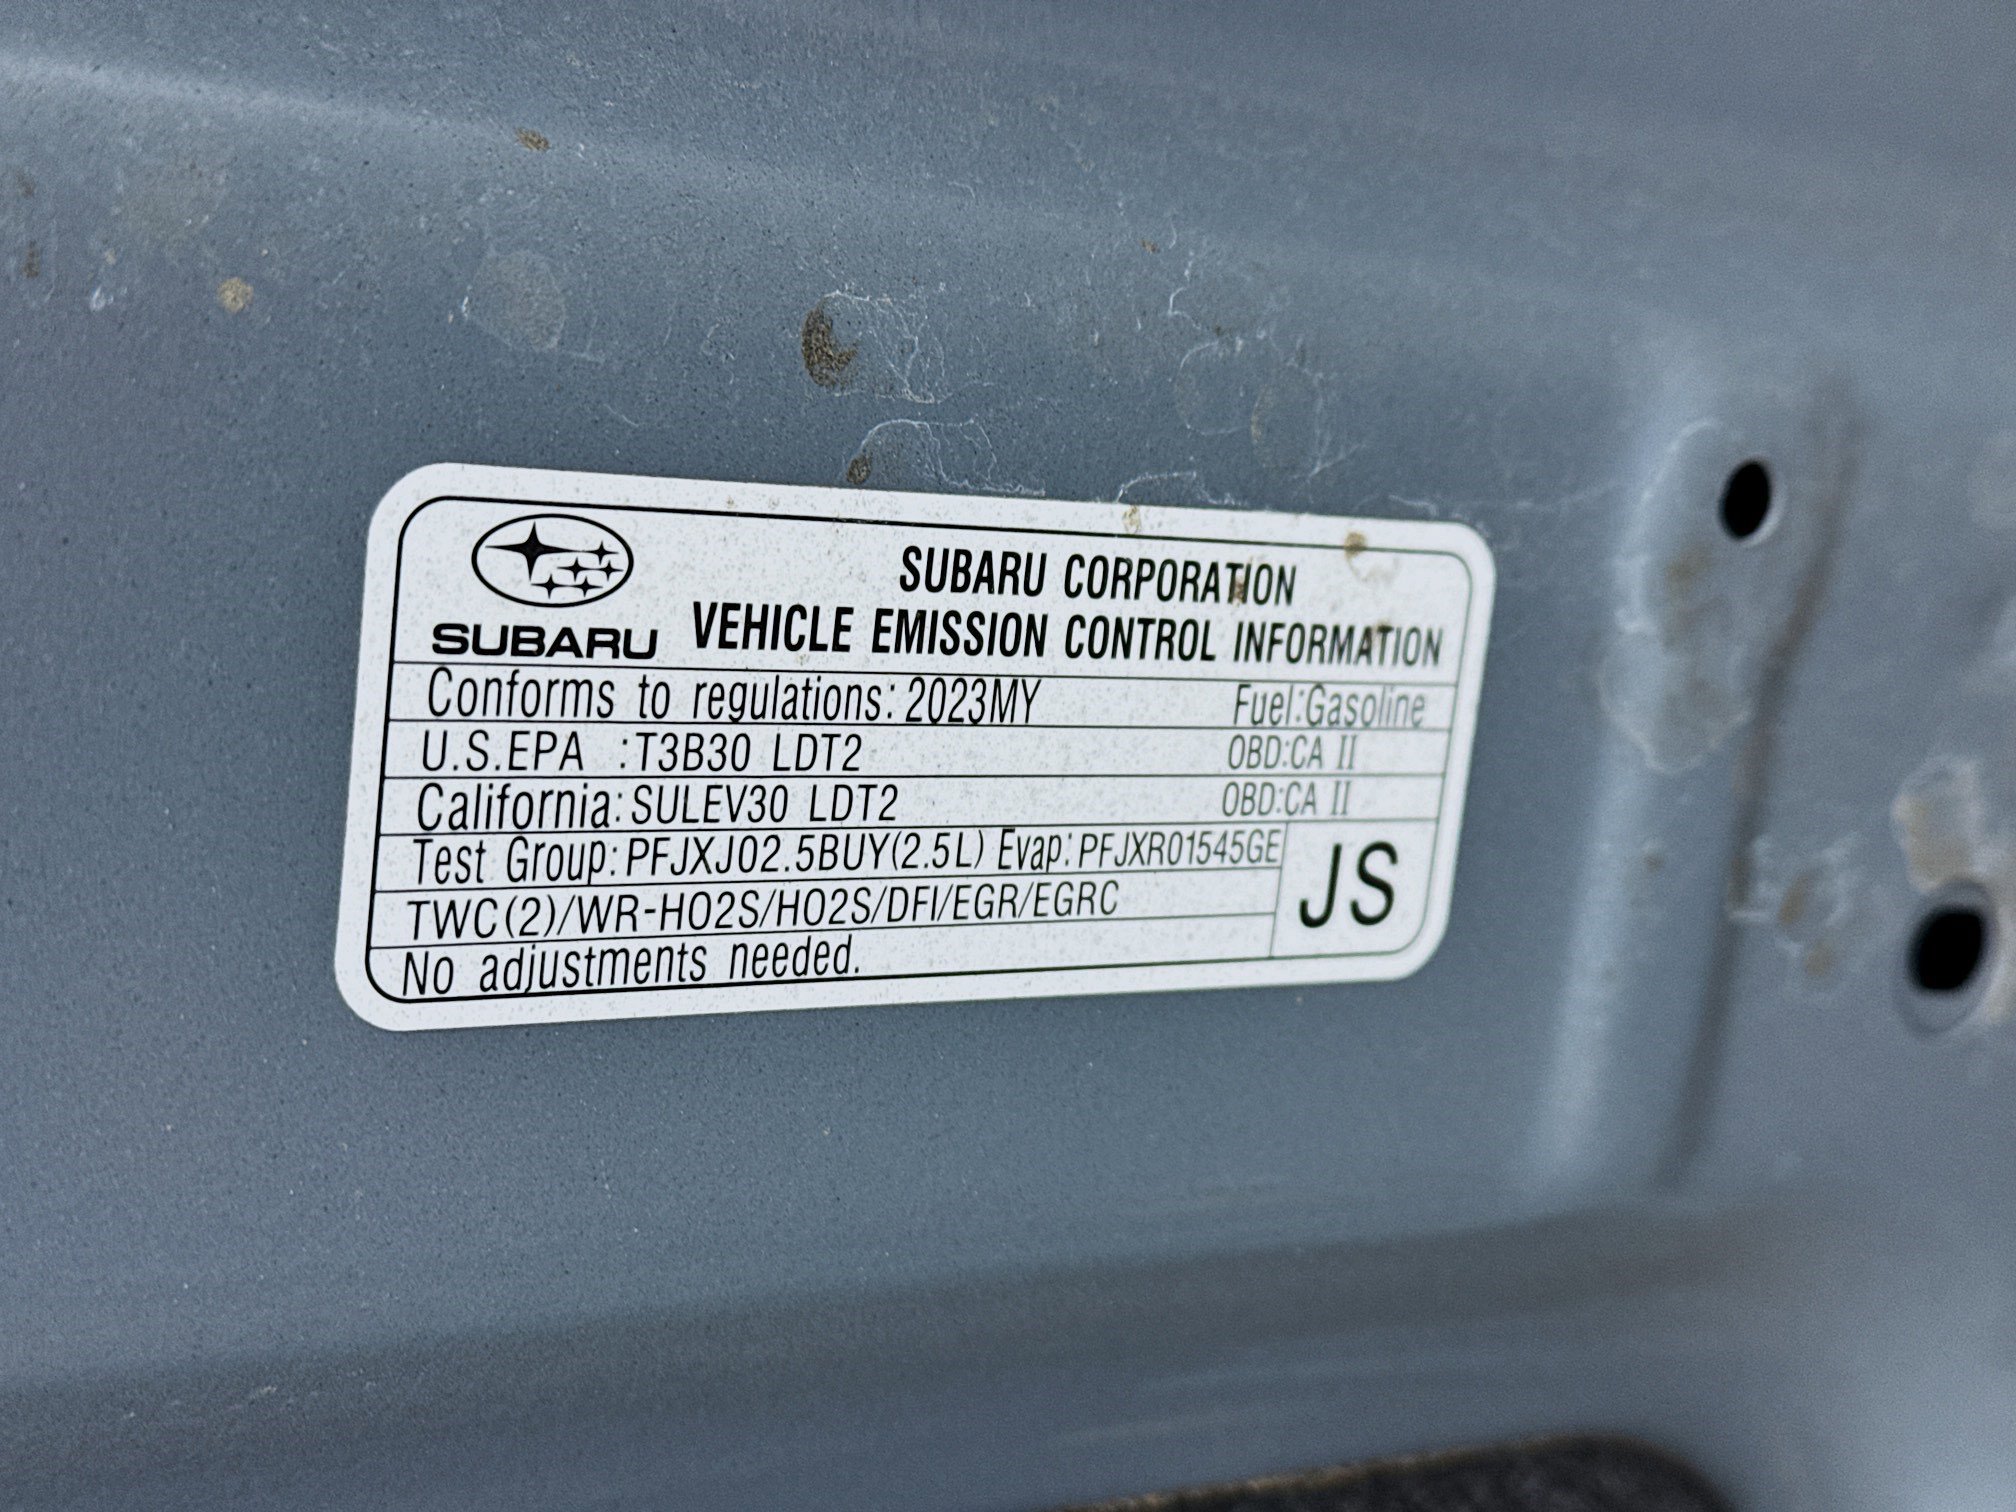 SUBARU CORPORATION
SUBARU VEHICLE EMISSION CONTROL INFORMATION
Conforms to regulations: 2023MY Fuel:Gasoline
U.S.EPA :T3B30 LDT2 OBD:CA II
California:SULEV30 LDT2 OBD:CA II
Test Group:PFJXJ02.5BUY(2.5L) Evap:PFJXR01545GE
TWC(2)/WR-HO2S/HO2S/DFI/EGR/EGRC
JS
No adjustments needed.